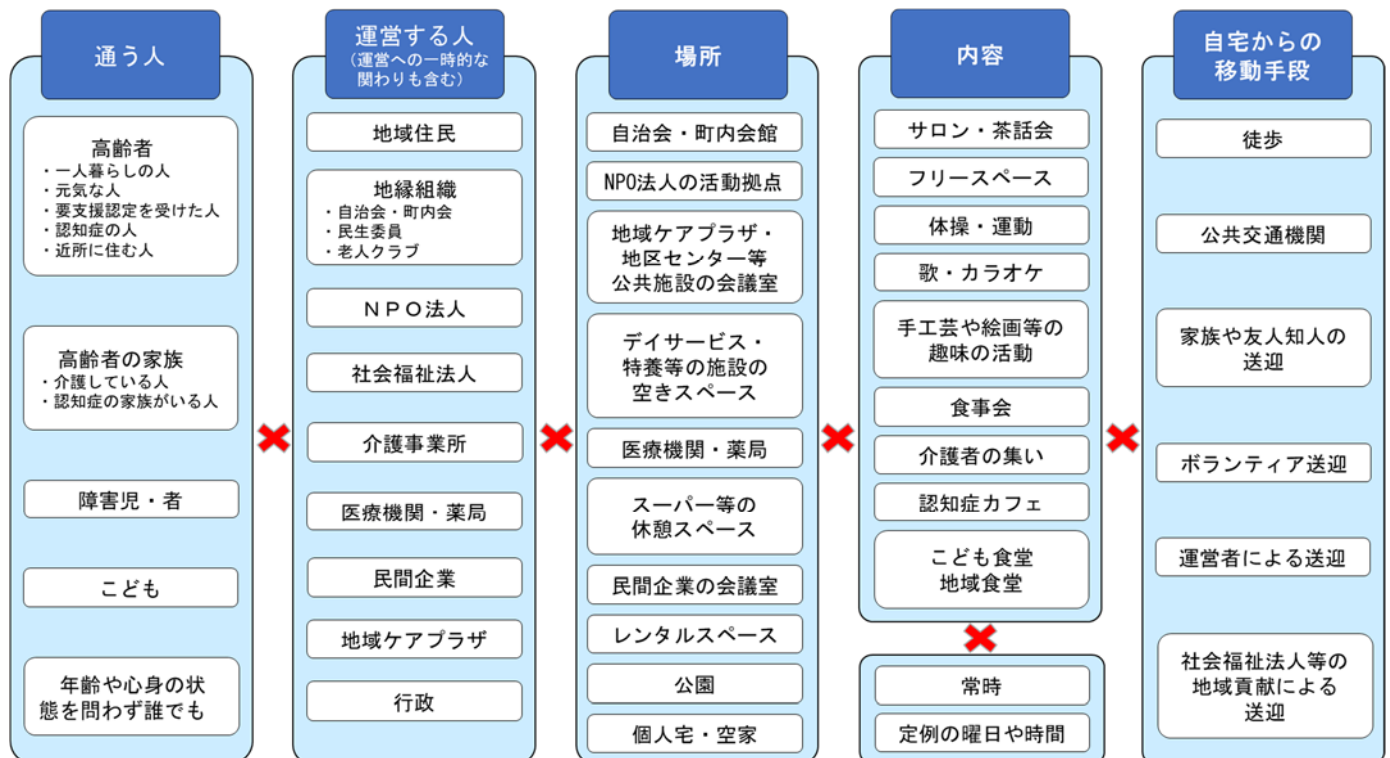 通う人
高齢者
・一人暮らしの人
・元気な人
・要支援認定を受けた人
・認知症の人
・近所に住む人
高齢者の家族
・介護している人
・認知症の家族がいる人
障害児・者
こども
年齢や心身の状
態を問わず誰でも
運営する人
（運営への一時的な
関わりも含む）
地域住民
地縁組織
・自治会・町内会
・民生委員
・老人クラブ
ＮＰＯ法人
社会福祉法人
介護事業所
医療機関・薬局
民間企業
地域ケアプラザ
行政
場所
自治会・町内会館
NPO法人の活動拠点
地域ケアプラザ・
地区センター等
公共施設の会議室
デイサービス・
特養等の施設の
空きスペース
医療機関・薬局
スーパー等の
休憩スペース
民間企業の会議室
レンタルスペース
公園
個人宅・空家
内容
サロン・茶話会
フリースペース
体操・運動
歌・カラオケ
手工芸や絵画等の
趣味の活動
食事会
介護者の集い
認知症カフェ
こども食堂
地域食堂
常時
定例の曜日や時間
自宅からの
移動手段
徒歩
公共交通機関
家族や友人知人の
送迎
ボランティア送迎
運営者による送迎
社会福祉法人等の
地域貢献による
送迎